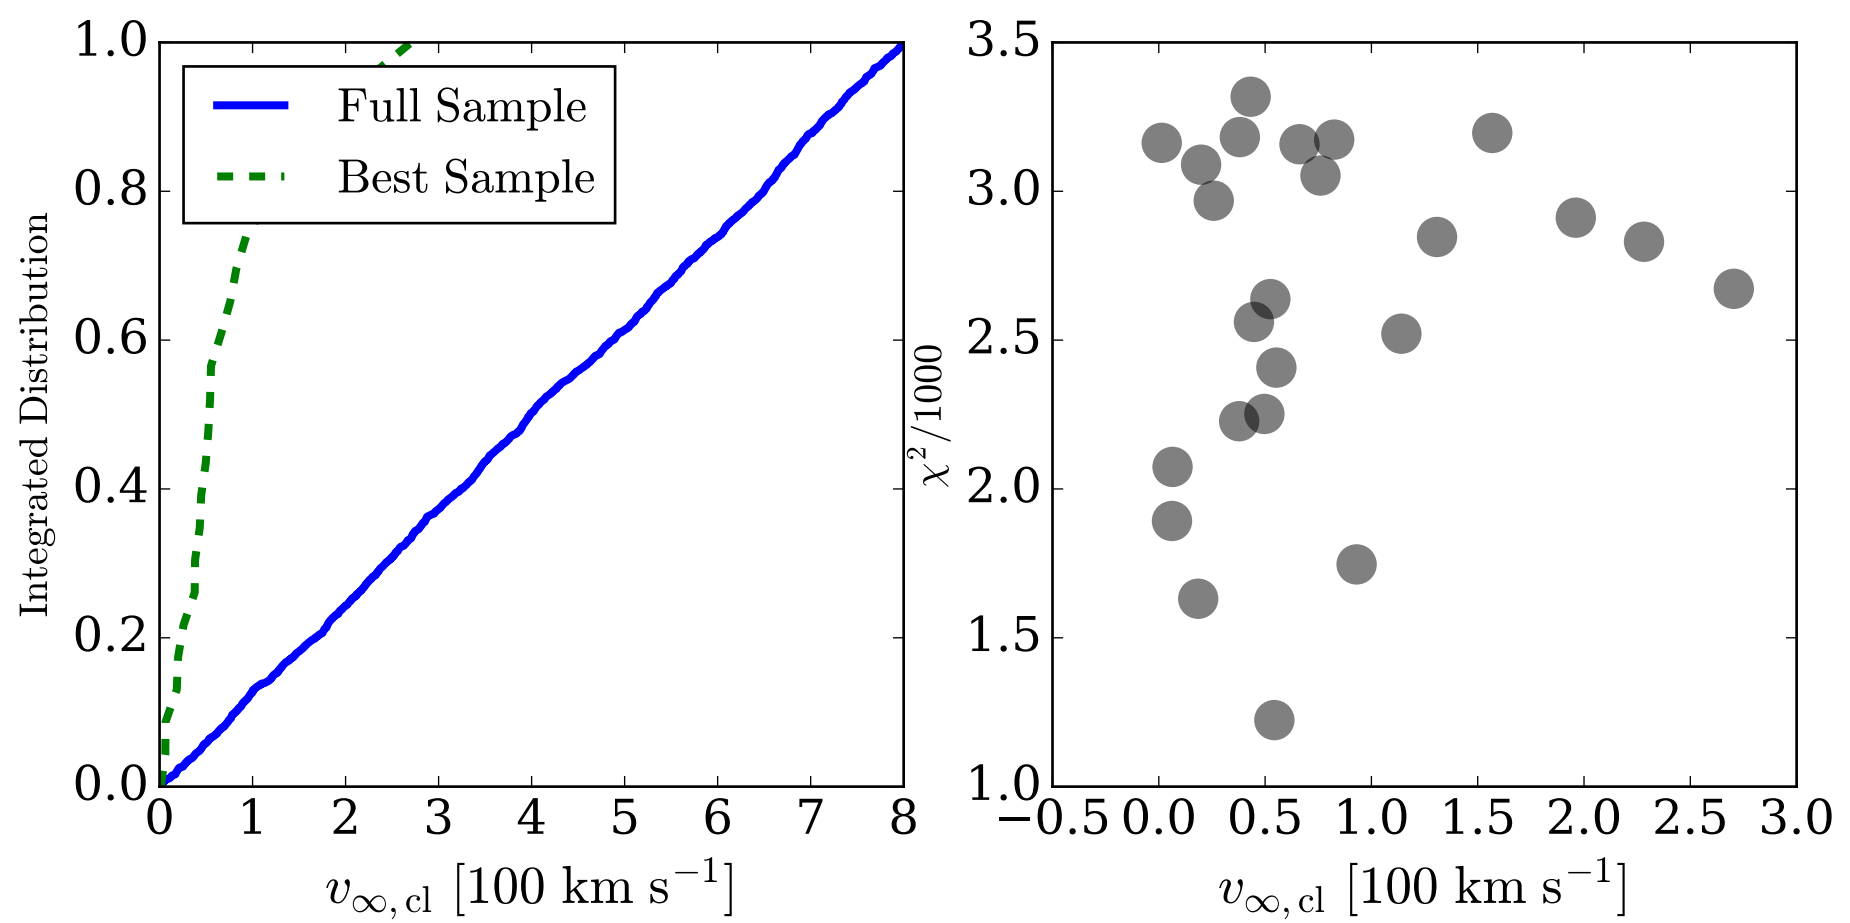 1.0
0.8
0.6
0.4
0.2
0.0
Integrated Distribution
Full Sample
Best Sample
0 1 2 3 4 5 6 7 8
v∞, cl [100 km s⁻¹]
3.5
3.0
2.5
2.0
1.5
1.0
χ²/1000
−0.5 0.0 0.5 1.0 1.5 2.0 2.5 3.0
v∞, cl [100 km s⁻¹]